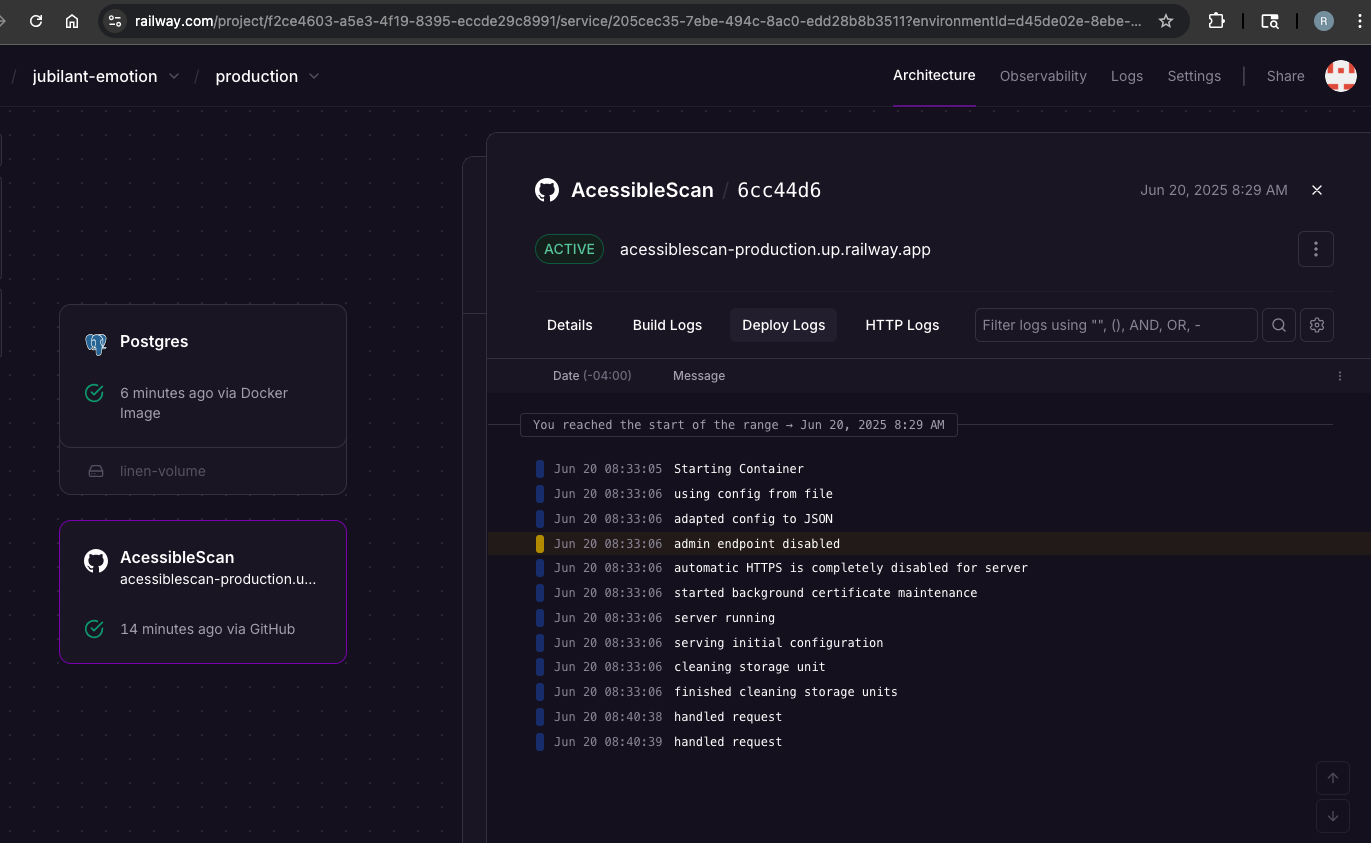 railway.com/project/f2ce4603-a5e3-4f19-8395-eccde29c8991/service/205cec35-7ebe-494c-8ac0-edd28b8b3511?environmentId=d45de02e-8ebe-...
R
/ jubilant-emotion / production
Architecture Observability Logs Settings | Share
AcessibleScan / 6cc44d6 Jun 20, 2025 8:29 AM
ACTIVE acessiblescan-production.up.railway.app
Details Build Logs Deploy Logs HTTP Logs Filter logs using "", (), AND, OR, -
Date (-04:00) Message
You reached the start of the range → Jun 20, 2025 8:29 AM
Jun 20 08:33:05 Starting Container
Jun 20 08:33:06 using config from file
Jun 20 08:33:06 adapted config to JSON
Jun 20 08:33:06 admin endpoint disabled
Jun 20 08:33:06 automatic HTTPS is completely disabled for server
Jun 20 08:33:06 started background certificate maintenance
Jun 20 08:33:06 server running
Jun 20 08:33:06 serving initial configuration
Jun 20 08:33:06 cleaning storage unit
Jun 20 08:33:06 finished cleaning storage units
Jun 20 08:40:38 handled request
Jun 20 08:40:39 handled request
Postgres
6 minutes ago via Docker
Image
linen-volume
AcessibleScan
acessiblescan-production.u...
14 minutes ago via GitHub